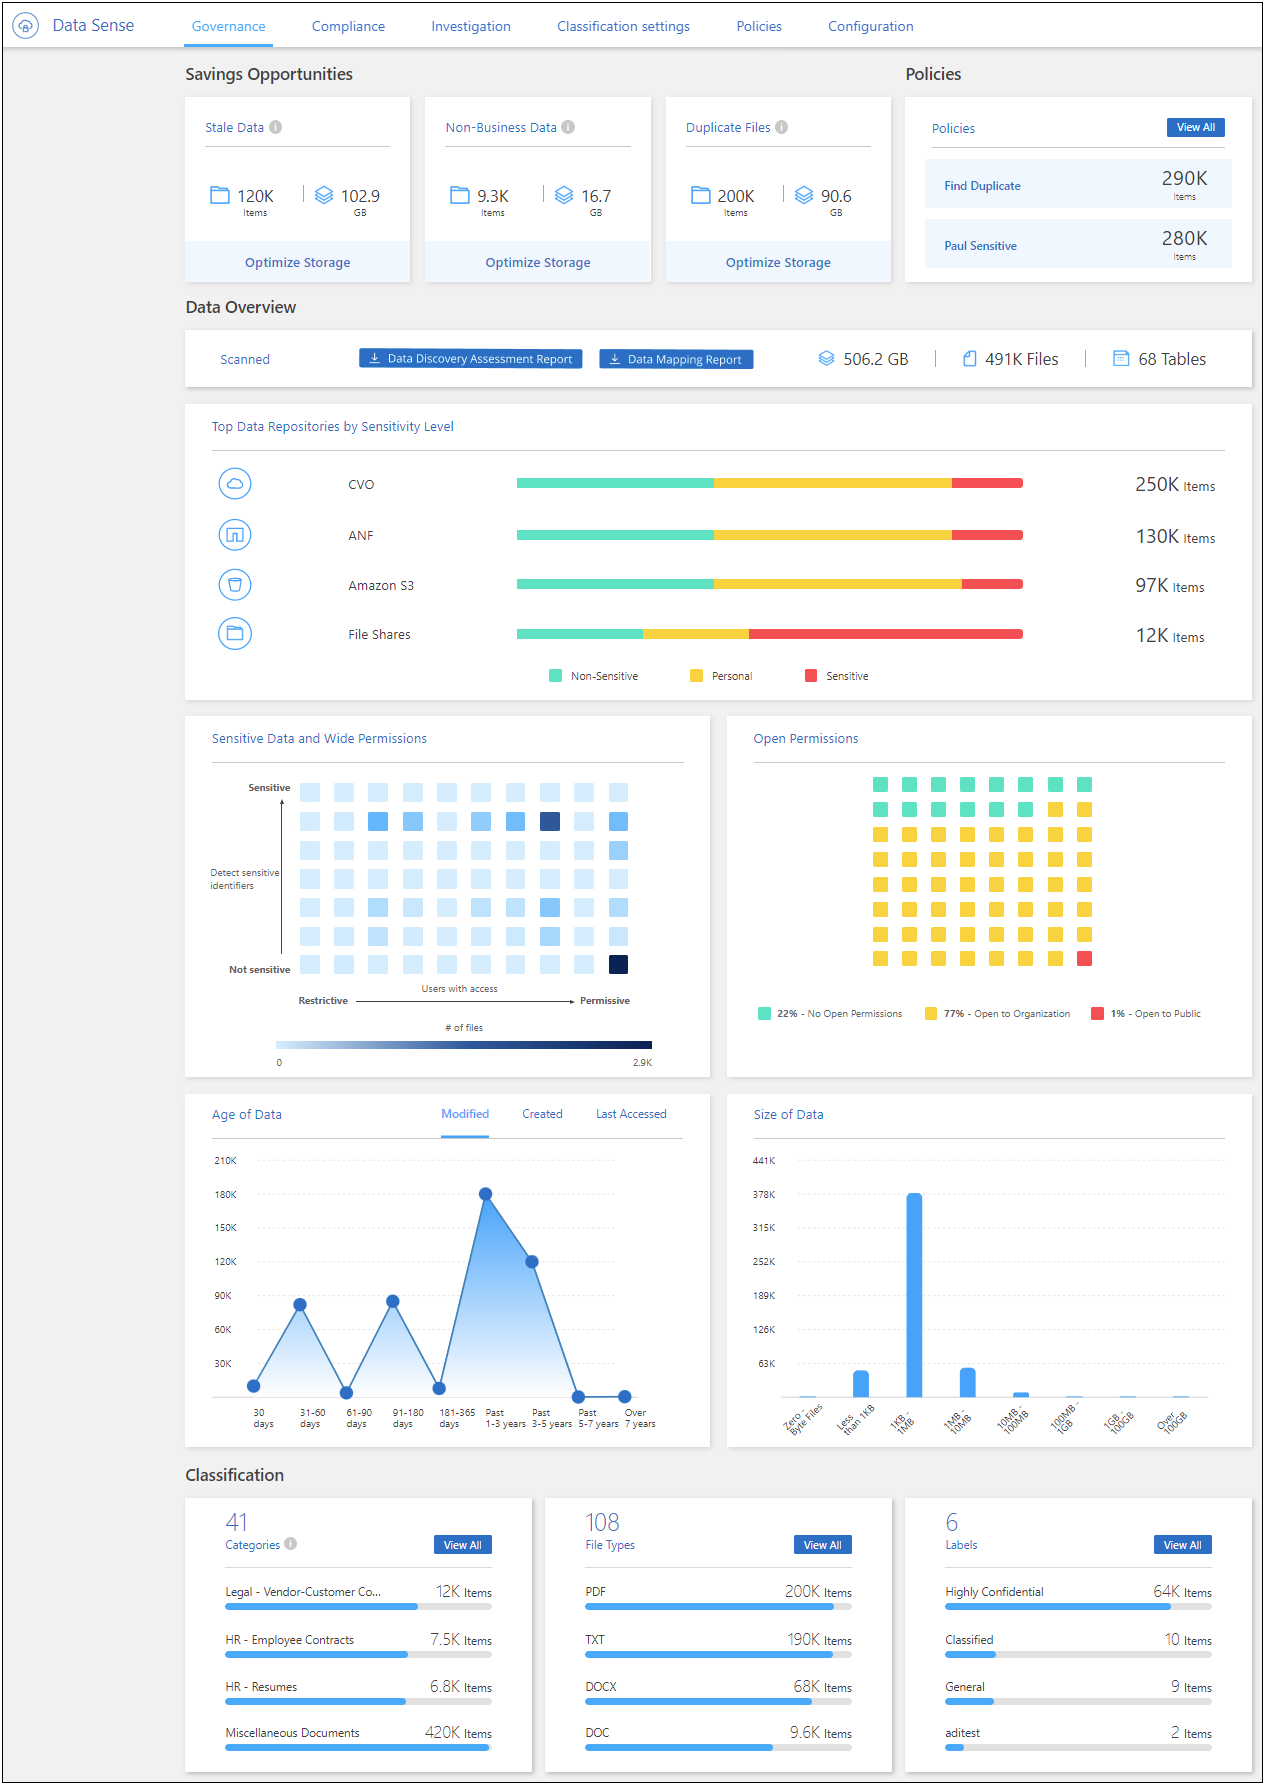 Data Sense
Governance
Compliance
Investigation
Classification settings
Policies
Configuration
Savings Opportunities
Stale Data i
120K
Items
102.9
GB
Optimize Storage
Non-Business Data i
9.3K
Items
16.7
GB
Optimize Storage
Duplicate Files i
200K
Items
90.6
GB
Optimize Storage
Policies
Policies
View All
Find Duplicate
290K
Items
Paul Sensitive
280K
Items
Data Overview
Scanned
Data Discovery Assessment Report
Data Mapping Report
506.2 GB
491K Files
68 Tables
Top Data Repositories by Sensitivity Level
CVO
250K Items
ANF
130K Items
Amazon S3
97K Items
File Shares
12K Items
Non-Sensitive
Personal
Sensitive
Sensitive Data and Wide Permissions
Sensitive
Detect sensitive
identifiers
Not sensitive
Users with access
Restrictive
Permissive
# of files
0
2.9K
Open Permissions
22% - No Open Permissions
77% - Open to Organization
1% - Open to Public
Age of Data
Modified
Created
Last Accessed
210K
180K
150K
120K
90K
60K
30K
30
days
31-60
days
61-90
days
91-180
days
181-365
days
Past
1-3 years
Past
3-5 years
Past
5-7 years
Over
7 years
Size of Data
441K
378K
315K
252K
189K
126K
63K
Zero -
Byte Files
Less
than 1KB
1KB -
1MB
1MB -
10MB
10MB -
100MB
100MB -
1GB
1GB -
100GB
Over
100GB
Classification
41
Categories i
View All
Legal - Vendor-Customer Co...
12K Items
HR - Employee Contracts
7.5K Items
HR - Resumes
6.8K Items
Miscellaneous Documents
420K Items
108
File Types
View All
PDF
200K Items
TXT
190K Items
DOCX
68K Items
DOC
9.6K Items
6
Labels
View All
Highly Confidential
64K Items
Classified
10 Items
General
9 Items
aditest
2 Items